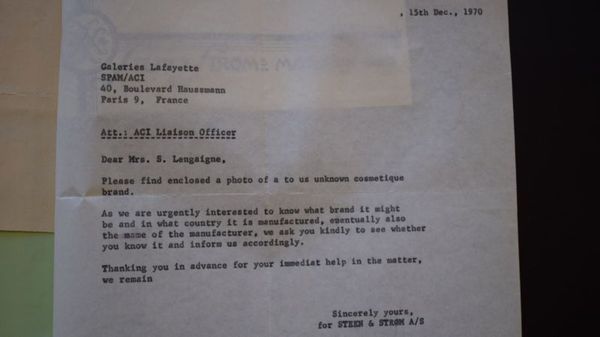 , 15th Dec., 1970
Galeries Lafayette
SPAM/ACI
40, Boulevard Haussmann
Paris 9, France
Att.: ACI Liaison Officer
Dear Mrs. S. Lengaigne,
Please find enclosed a photo of a to us unknown cosmetique
brand.
As we are urgently interested to know what brand it might
be and in what country it is manufactured, eventually also
the name of the manufacturer, we ask you kindly to see whether
you know it and inform us accordingly.
Thanking you in advance for your immediat help in the matter,
we remain
Sincerely yours,
for STEEN & STRØM A/S